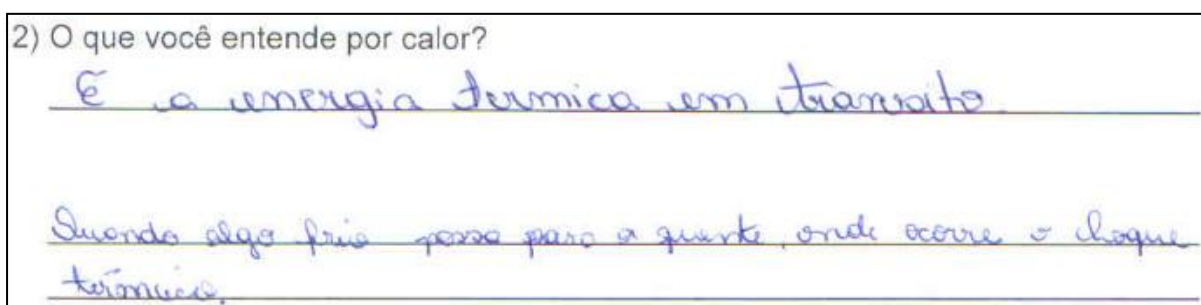 2) O que você entende por calor?
É a energia termica em transito.
Quando algo frio passa para o quente, onde ocorre o choque
térmico.